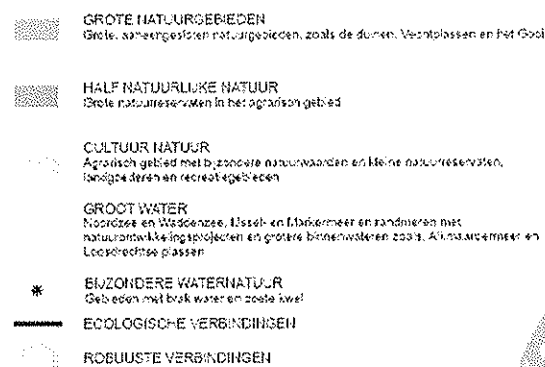 GROTE NATUURGEBIEDEN
Grote, aaneengesloten natuurgebieden, zoals de duinen, Vechtplassen en het Gooi
HALF NATUURLIJKE NATUUR
Grote natuurreservaten in het agrarisch gebied
CULTUUR NATUUR
Agrarisch gebied met bijzondere natuurwaarden en kleine natuurreservaten,
landgoederen en recreatiegebieden
GROOT WATER
Noordzee en Waddenzee, IJssel- en Markermeer en randmeren met
natuurontwikkelingsprojecten en grotere binnenwateren zoals, Alkmaardermeer en
Loosdrechtse plassen
BIJZONDERE WATERNATUUR
Gebieden met brak water en zoete kwel
ECOLOGISCHE VERBINDINGEN
ROBUUSTE VERBINDINGEN